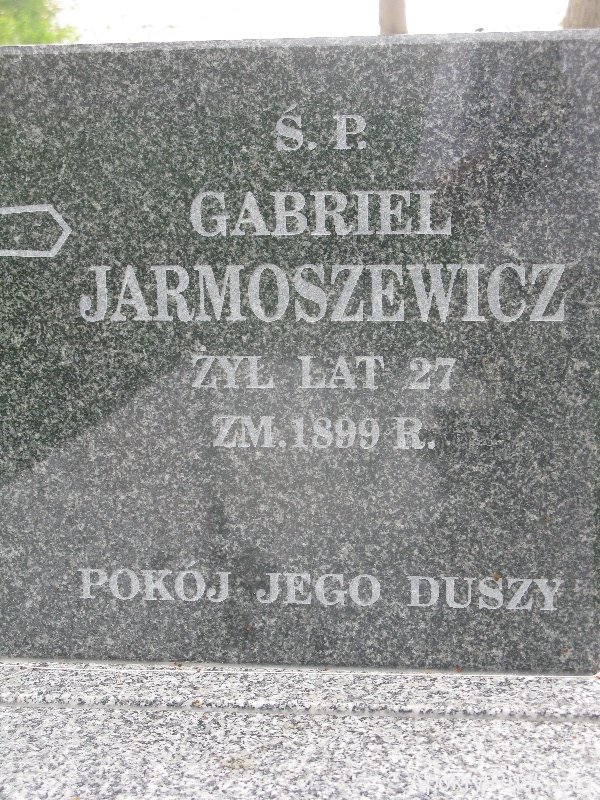 Ś. P.
GABRIEL
JARMOSZEWICZ
ŻYŁ LAT 27
ZM. 1899 R.
POKÓJ JEGO DUSZY